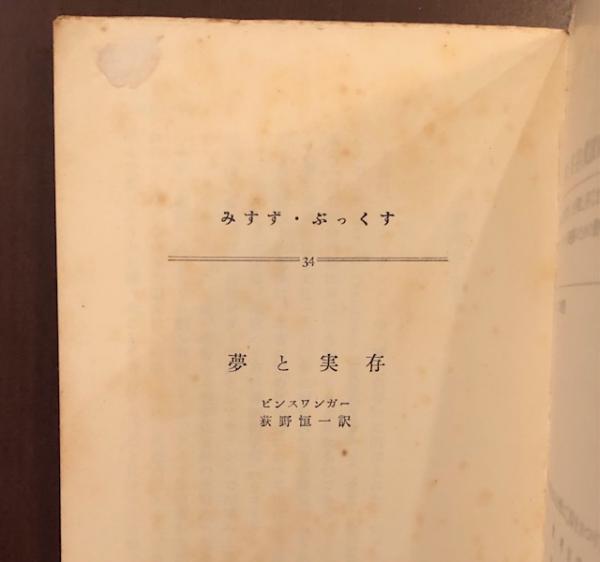 みすず・ぶっくす
34
夢と実存
ビンスワンガー
荻野恒一訳